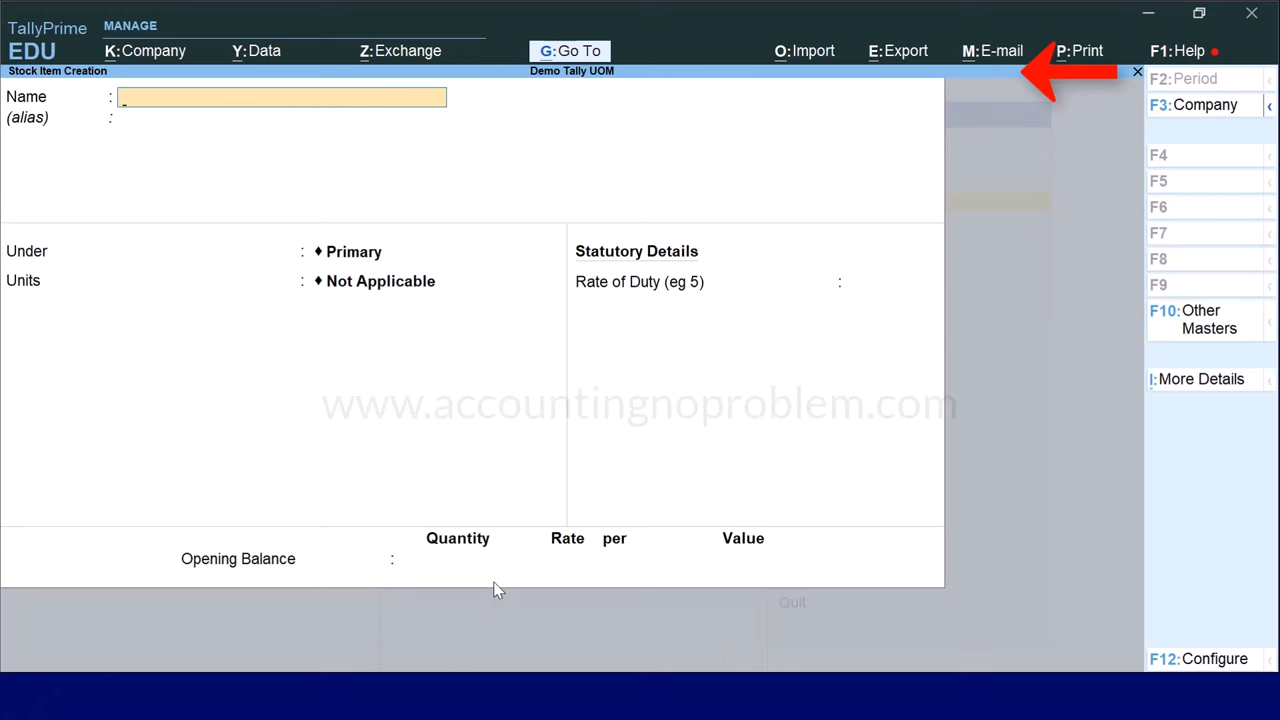 TallyPrime
MANAGE
EDU
K:Company
Y:Data
Z:Exchange
G:Go To
O:Import
E:Export
M:E-mail
P:Print
F1:Help
Stock Item Creation
Demo Tally UOM
Name :
(alias) :
Under : ♦ Primary
Units : ♦ Not Applicable
Statutory Details
Rate of Duty (eg 5) :
www.accountingnoproblem.com
Quantity Rate per Value
Opening Balance :
Quit
F2:Period
F3:Company
F4
F5
F6
F7
F8
F9
F10:Other
Masters
I:More Details
F12:Configure